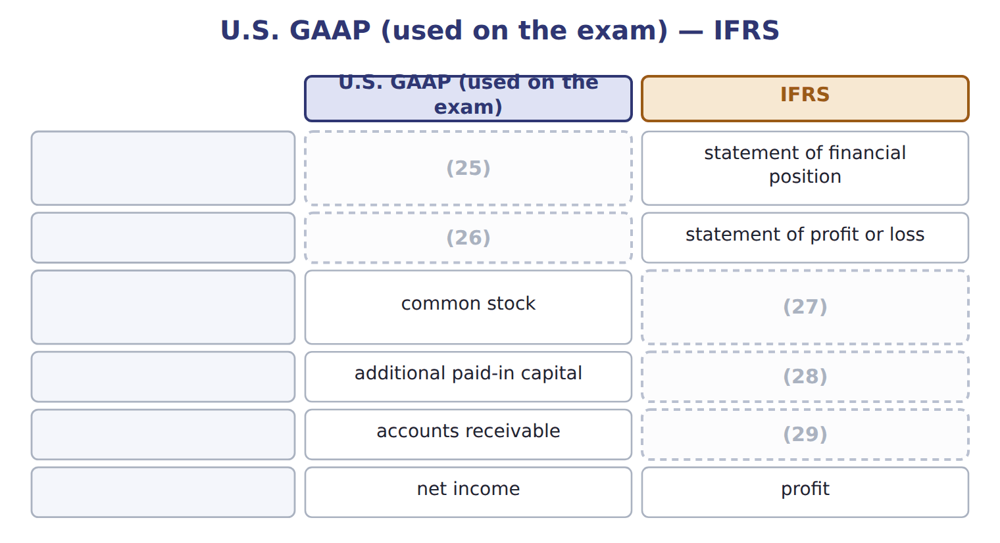 U.S. GAAP (used on the exam) — IFRS
U.S. GAAP (used on the
exam)
IFRS
(25)
statement of financial
position
(26)
statement of profit or loss
common stock
(27)
additional paid-in capital
(28)
accounts receivable
(29)
net income
profit